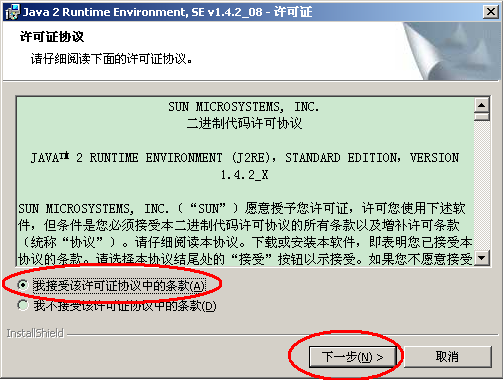 Java 2 Runtime Environment, SE v1.4.2_08 - 许可证
许可证协议
请仔细阅读下面的许可证协议。
SUN MICROSYSTEMS, INC.
二进制代码许可协议
JAVA™ 2 RUNTIME ENVIRONMENT (J2RE), STANDARD EDITION, VERSION
1.4.2_X
SUN MICROSYSTEMS, INC.（“SUN”）愿意授予您许可证，许可您使用下述软
件，但条件是您必须接受本二进制代码许可协议的所有条款以及增补许可条款
（统称“协议”）。请仔细阅读本协议。下载或安装本软件，即表明您已接受本
协议的条款。请选择本协议结尾处的“接受”按钮以示接受。如果您不愿意接受
我接受该许可证协议中的条款(A)
我不接受该许可证协议中的条款(D)
InstallShield
下一步(N) >
取消